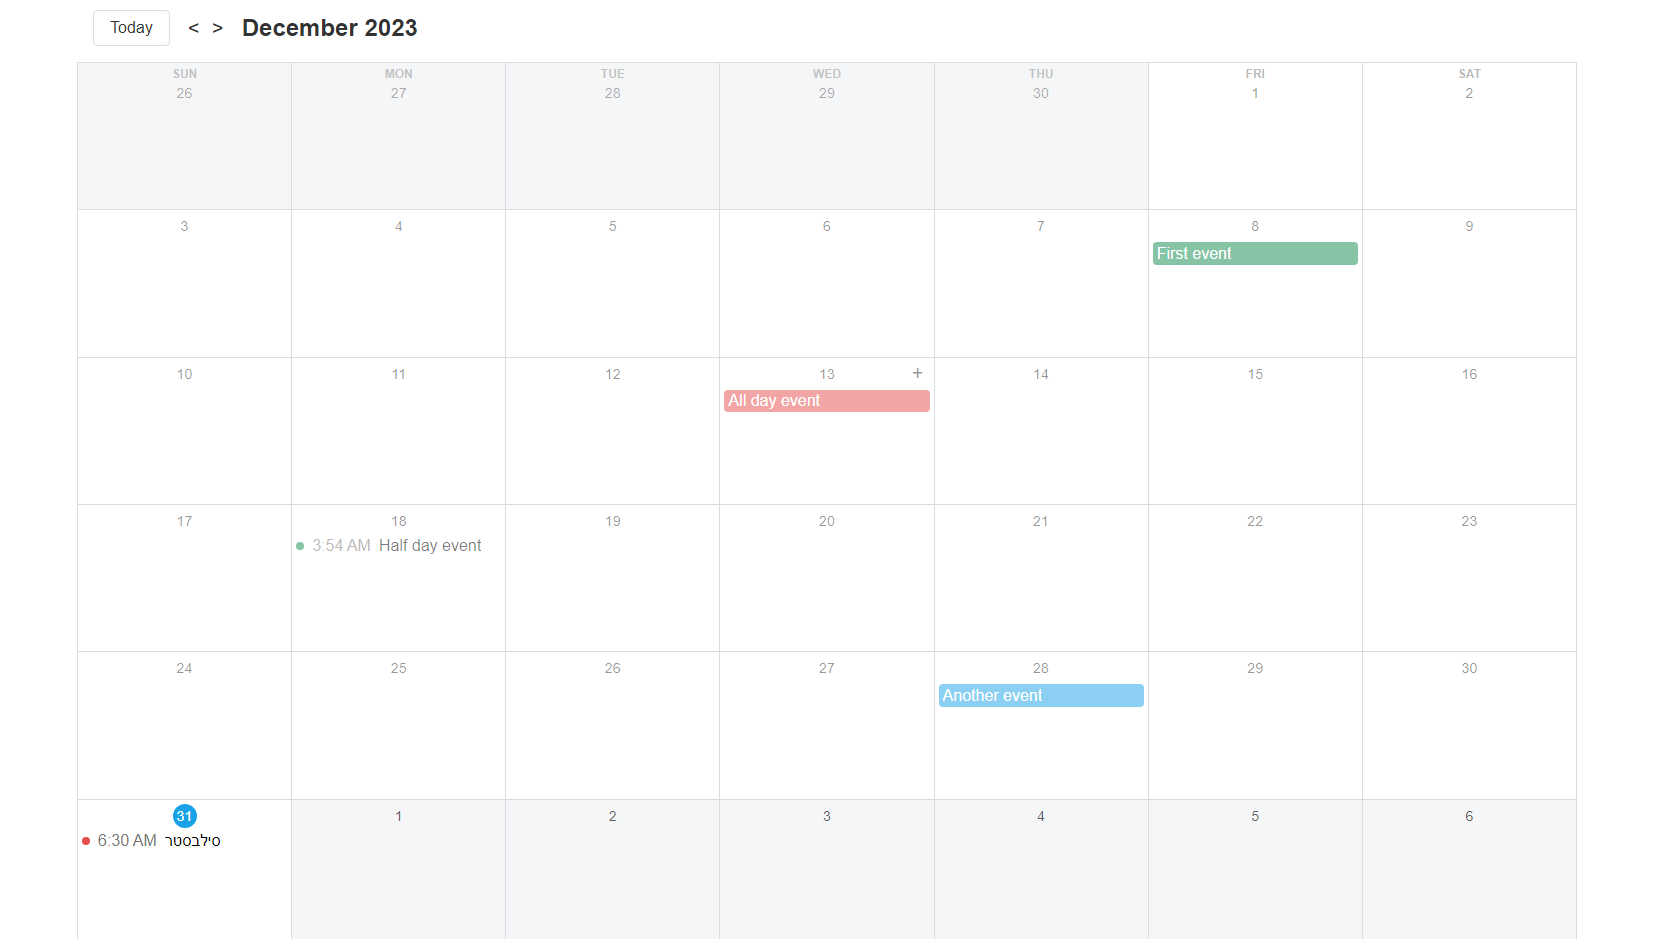 Today < > December 2023
SUN MON TUE WED THU FRI SAT
26 27 28 29 30 1 2
3 4 5 6 7 8 9
First event
10 11 12 13 + 14 15 16
All day event
17 18 19 20 21 22 23
3:54 AM Half day event
24 25 26 27 28 29 30
Another event
31 1 2 3 4 5 6
6:30 AM סילבסטר